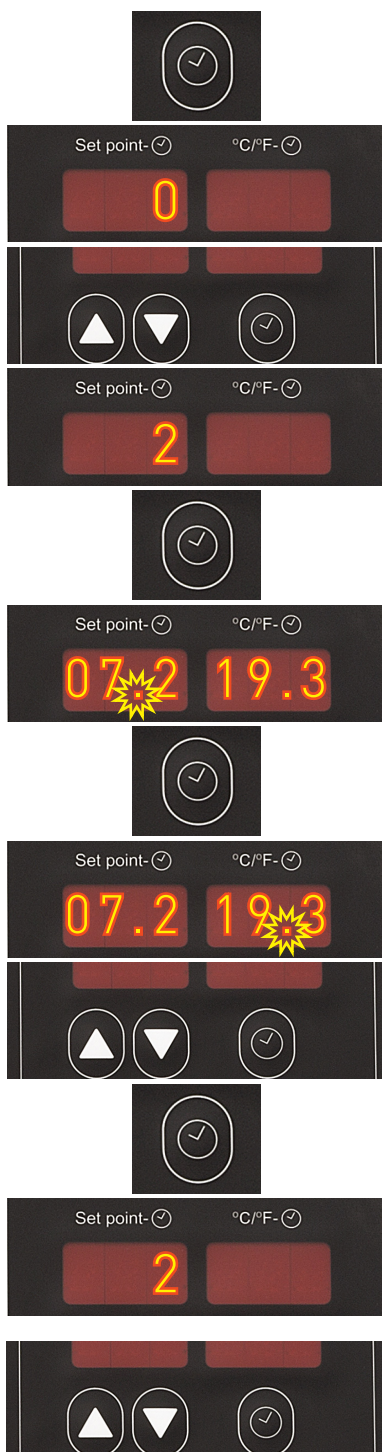 Set point- °C/°F-
0
Set point- °C/°F-
2
Set point- °C/°F-
07.2 19.3
Set point- °C/°F-
07.2 19.3
Set point- °C/°F-
2